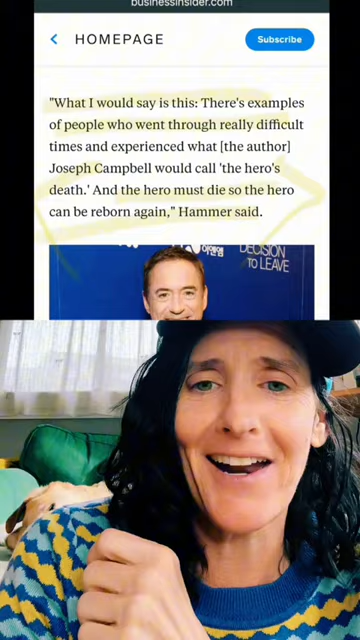 businessinsider.com
HOMEPAGE
Subscribe
"What I would say is this: There's examples
of people who went through really difficult
times and experienced what [the author]
Joseph Campbell would call 'the hero's
death.' And the hero must die so the hero
can be reborn again," Hammer said.
DECISION
TO LEAVE